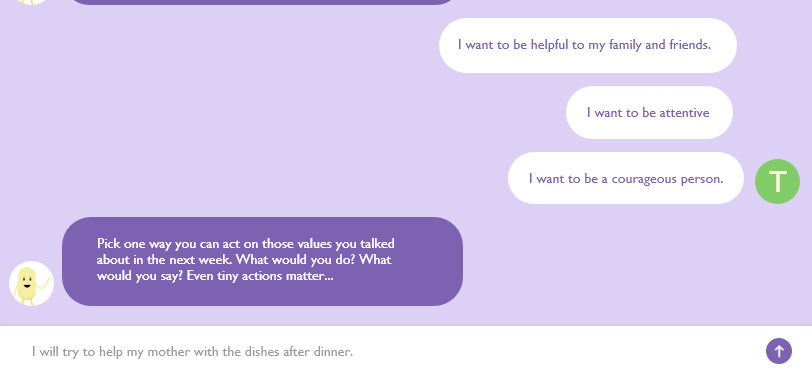 I want to be helpful to my family and friends.
I want to be attentive
I want to be a courageous person.
T
Pick one way you can act on those values you talked
about in the next week. What would you do? What
would you say? Even tiny actions matter...
I will try to help my mother with the dishes after dinner.